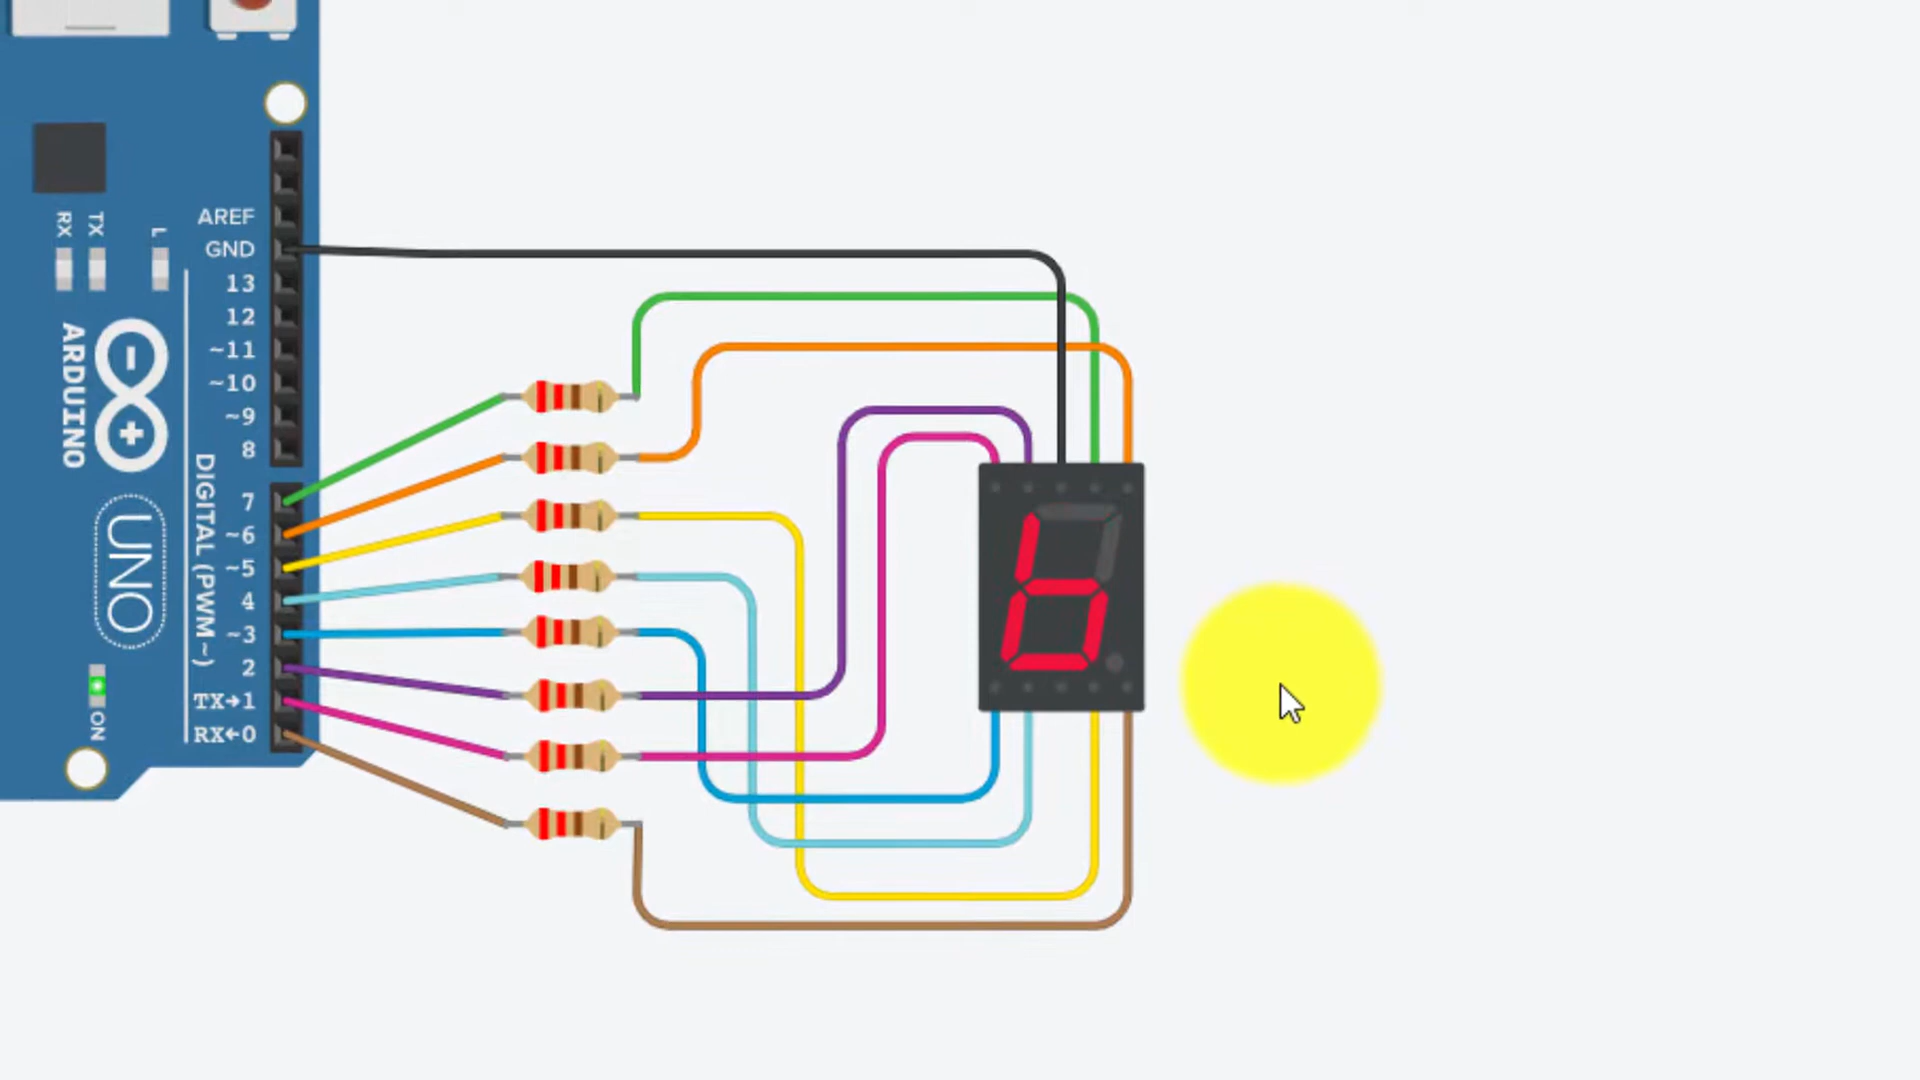 AREF
GND
13
12
~11
~10
~9
8
7
~6
~5
4
~3
2
TX→1
RX←0
RX
TX
L
ARDUINO
UNO
DIGITAL (PWM ~)
ON